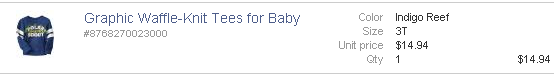 Graphic Waffle-Knit Tees for Baby
#8768270023000
Color Indigo Reef
Size 3T
Unit price $14.94
Qty 1 $14.94